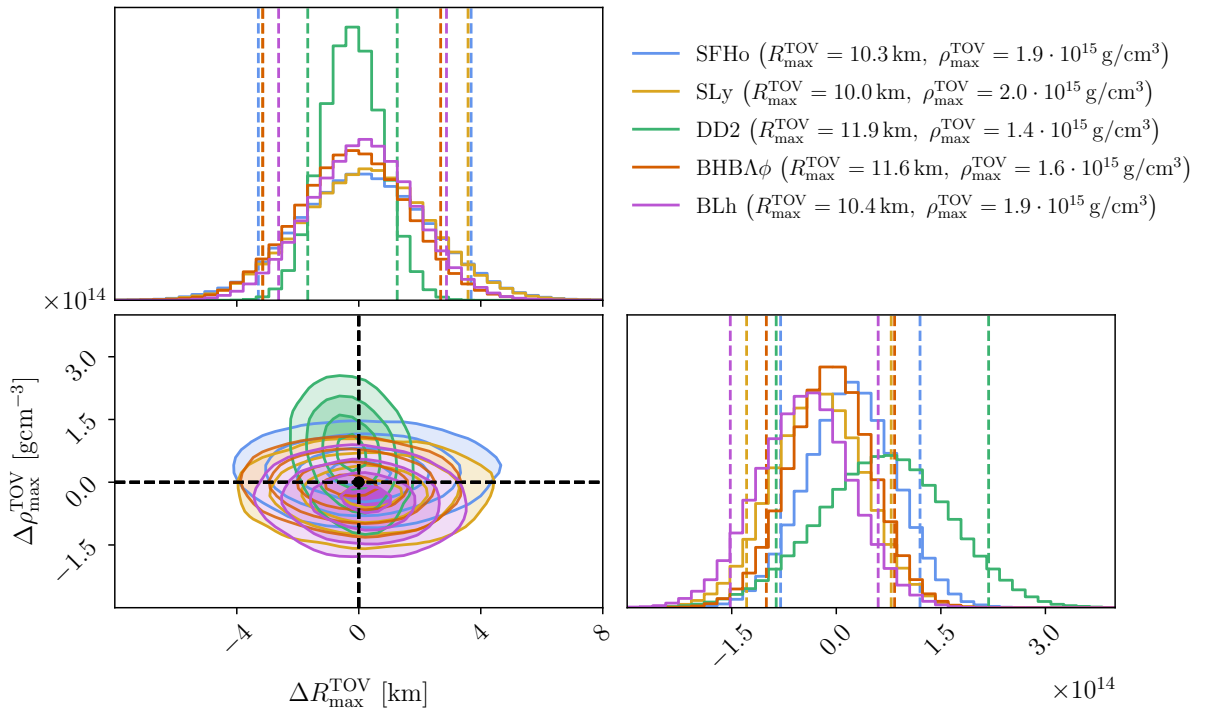 SFHo (R_max^TOV = 10.3 km, ρ_max^TOV = 1.9 · 10^15 g/cm^3)
SLy (R_max^TOV = 10.0 km, ρ_max^TOV = 2.0 · 10^15 g/cm^3)
DD2 (R_max^TOV = 11.9 km, ρ_max^TOV = 1.4 · 10^15 g/cm^3)
BHBΛϕ (R_max^TOV = 11.6 km, ρ_max^TOV = 1.6 · 10^15 g/cm^3)
BLh (R_max^TOV = 10.4 km, ρ_max^TOV = 1.9 · 10^15 g/cm^3)
×10^14
3.0
1.5
0.0
−1.5
Δρ_max^TOV [gcm^−3]
−4
0
4
8
ΔR_max^TOV [km]
−1.5
0.0
1.5
3.0
×10^14